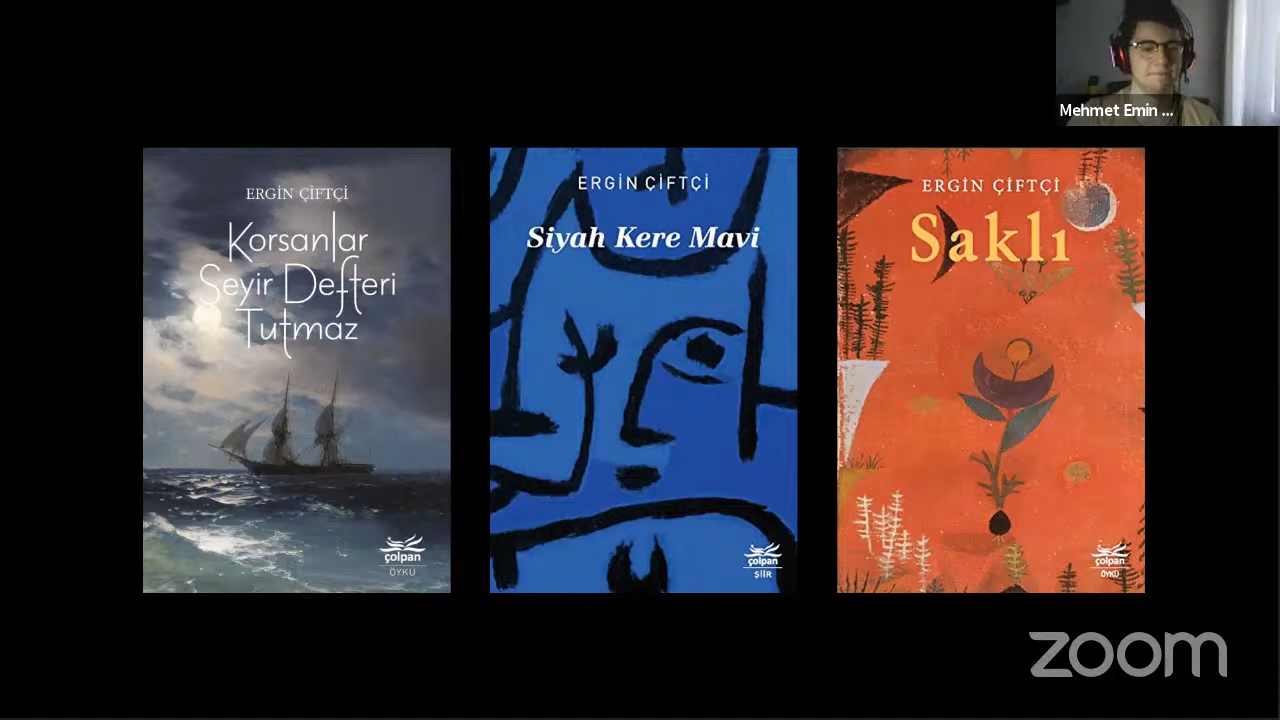 Mehmet Emin ...
ERGİN ÇİFTÇİ
Korsanlar
Seyir Defteri
Tutmaz
çolpan
ÖYKÜ
ERGİN ÇİFTÇİ
Siyah Kere Mavi
çolpan
ŞİİR
ERGİN ÇİFTÇİ
Saklı
çolpan
ÖYKÜ
zoom